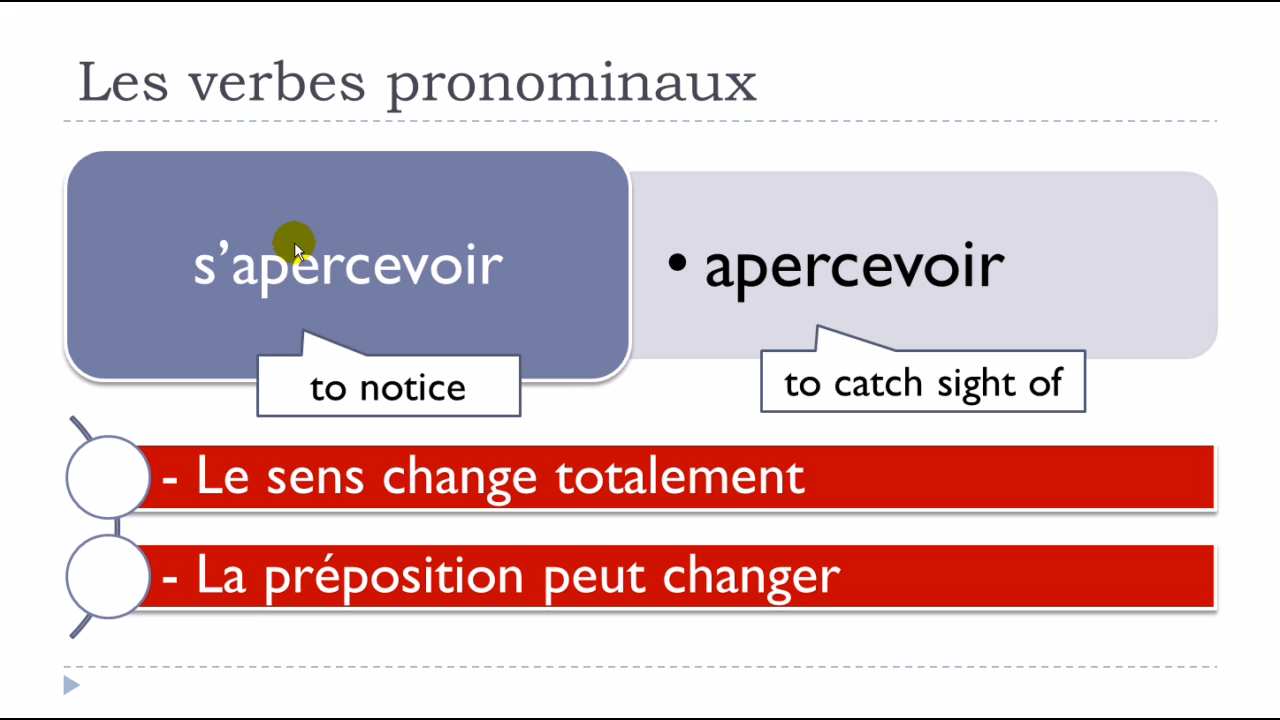 Les verbes pronominaux
s’apercevoir
• apercevoir
to notice
to catch sight of
- Le sens change totalement
- La préposition peut changer